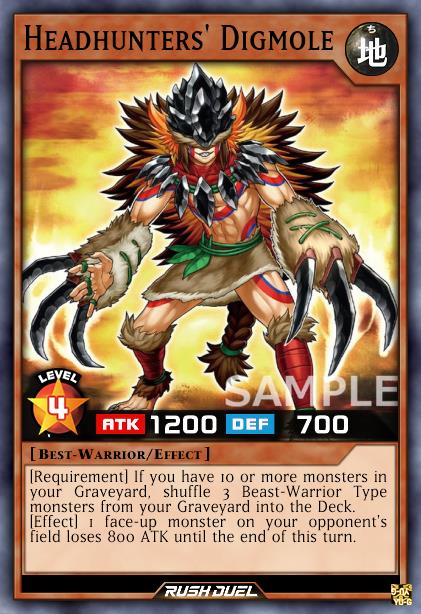 Headhunters' Digmole
ち
地
SAMPLE
LEVEL
4
ATK 1200 DEF 700
[Best-Warrior/Effect]
[Requirement] If you have 10 or more monsters in
your Graveyard, shuffle 3 Beast-Warrior Type
monsters from your Graveyard into the Deck.
[Effect] 1 face-up monster on your opponent's
field loses 800 ATK until the end of this turn.
RUSH DUEL